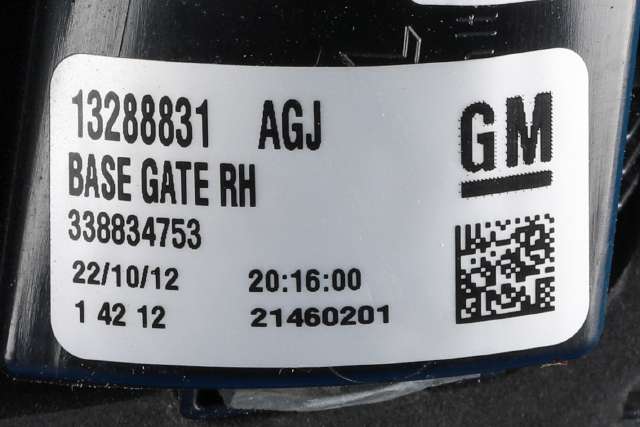 13288831 AGJ
GM
BASE GATE RH
338834753
22/10/12 20:16:00
1 42 12 21460201